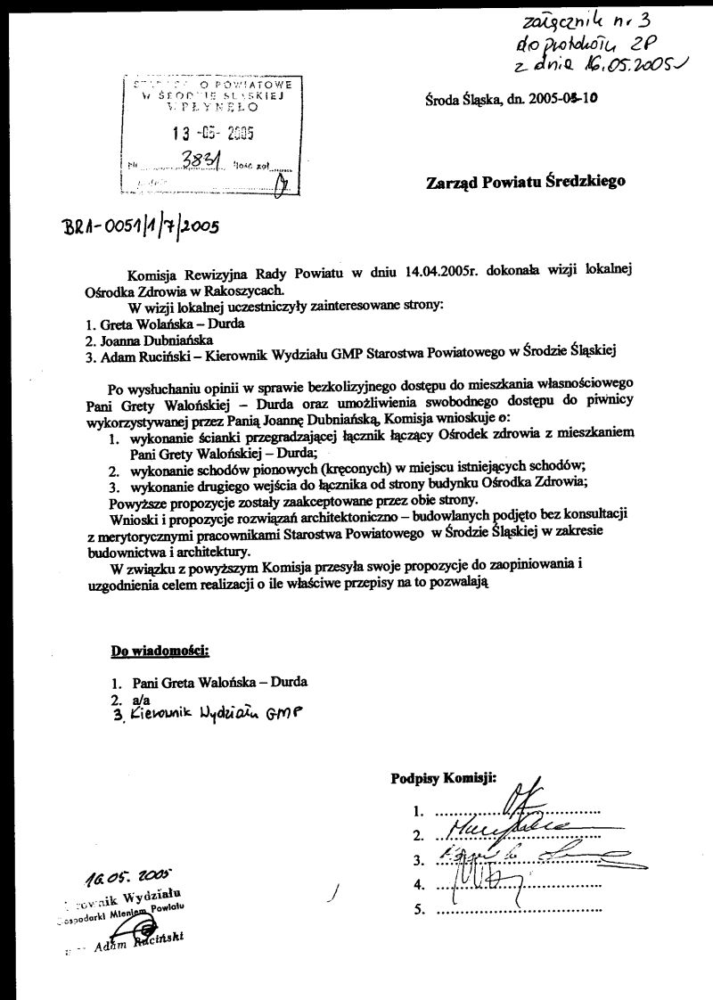 załącznik nr 3
do protokołu ZP
z dnia 16.05.2005
O POWIATOWE
W ŚRODZIE ŚLĄSKIEJ
WPŁYNĘŁO
13 -05- 2005
Nr 3831 Ilość zał.
Środa Śląska, dn. 2005-05-10
Zarząd Powiatu Średzkiego
BRA-0051/1/7/2005
Komisja Rewizyjna Rady Powiatu w dniu 14.04.2005r. dokonała wizji lokalnej
Ośrodka Zdrowia w Rakoszycach.
W wizji lokalnej uczestniczyły zainteresowane strony:
1. Greta Wolańska – Durda
2. Joanna Dubniańska
3. Adam Ruciński – Kierownik Wydziału GMP Starostwa Powiatowego w Środzie Śląskiej
Po wysłuchaniu opinii w sprawie bezkolizyjnego dostępu do mieszkania własnościowego
Pani Grety Walońskiej – Durda oraz umożliwienia swobodnego dostępu do piwnicy
wykorzystywanej przez Panią Joannę Dubniańską, Komisja wnioskuje o:
1. wykonanie ścianki przegradzającej łącznik łączący Ośrodek zdrowia z mieszkaniem
Pani Grety Walońskiej – Durda;
2. wykonanie schodów pionowych (kręconych) w miejscu istniejących schodów;
3. wykonanie drugiego wejścia do łącznika od strony budynku Ośrodka Zdrowia;
Powyższe propozycje zostały zaakceptowane przez obie strony.
Wnioski i propozycje rozwiązań architektoniczno – budowlanych podjęto bez konsultacji
z merytorycznymi pracownikami Starostwa Powiatowego w Środzie Śląskiej w zakresie
budownictwa i architektury.
W związku z powyższym Komisja przesyła swoje propozycje do zaopiniowania i
uzgodnienia celem realizacji o ile właściwe przepisy na to pozwalają
Do wiadomości:
1. Pani Greta Walońska – Durda
2. a/a
3. Kierownik Wydziału GMP
Podpisy Komisji:
1. ..............................
2. ..............................
3. ..............................
4. ..............................
5. ..............................
16.05.2005
Kierownik Wydziału
Gospodarki Mieniem Powiatu
Adam Ruciński